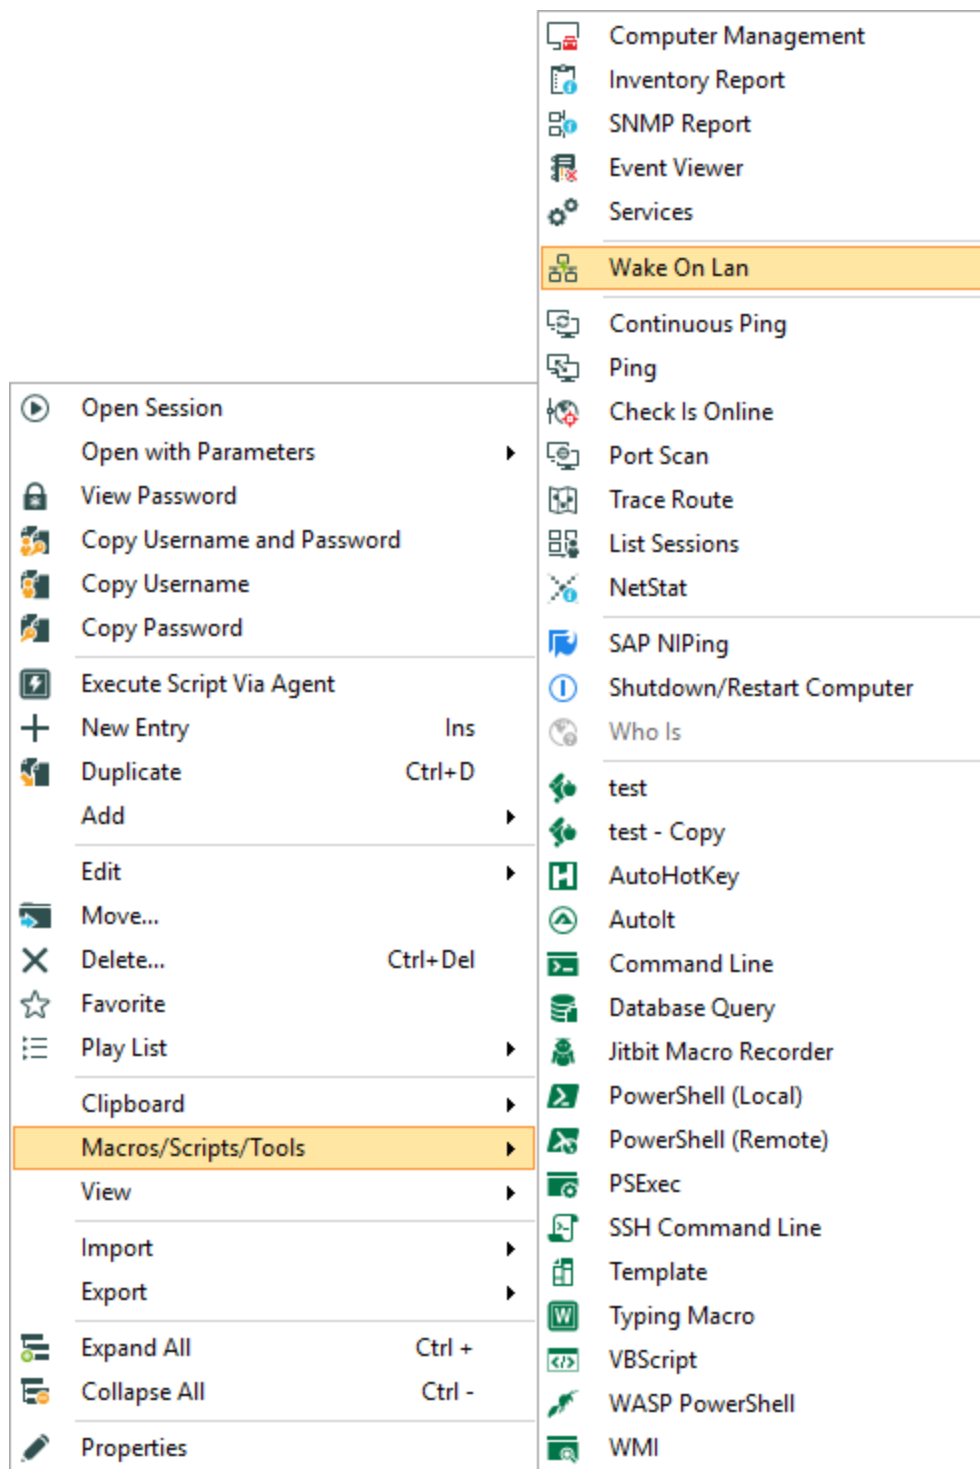 Computer Management
Inventory Report
SNMP Report
Event Viewer
Services
Wake On Lan
Continuous Ping
Ping
Check Is Online
Port Scan
Trace Route
List Sessions
NetStat
SAP NIPing
Shutdown/Restart Computer
Who Is
test
test - Copy
AutoHotKey
AutoIt
Command Line
Database Query
Jitbit Macro Recorder
PowerShell (Local)
PowerShell (Remote)
PSExec
SSH Command Line
Template
Typing Macro
VBScript
WASP PowerShell
WMI
Open Session
Open with Parameters
View Password
Copy Username and Password
Copy Username
Copy Password
Execute Script Via Agent
New Entry Ins
Duplicate Ctrl+D
Add
Edit
Move...
Delete... Ctrl+Del
Favorite
Play List
Clipboard
Macros/Scripts/Tools
View
Import
Export
Expand All Ctrl +
Collapse All Ctrl -
Properties